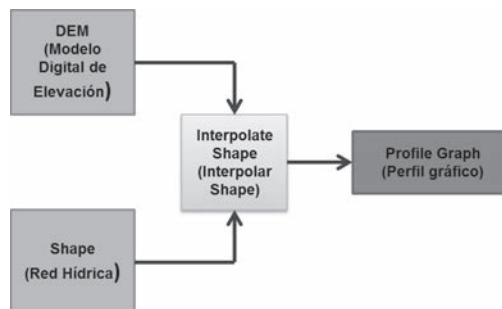 DEM
(Modelo
Digital de
Elevación)
Interpolate
Shape
(Interpolar
Shape)
Profile Graph
(Perfil gráfico)
Shape
(Red Hídrica)